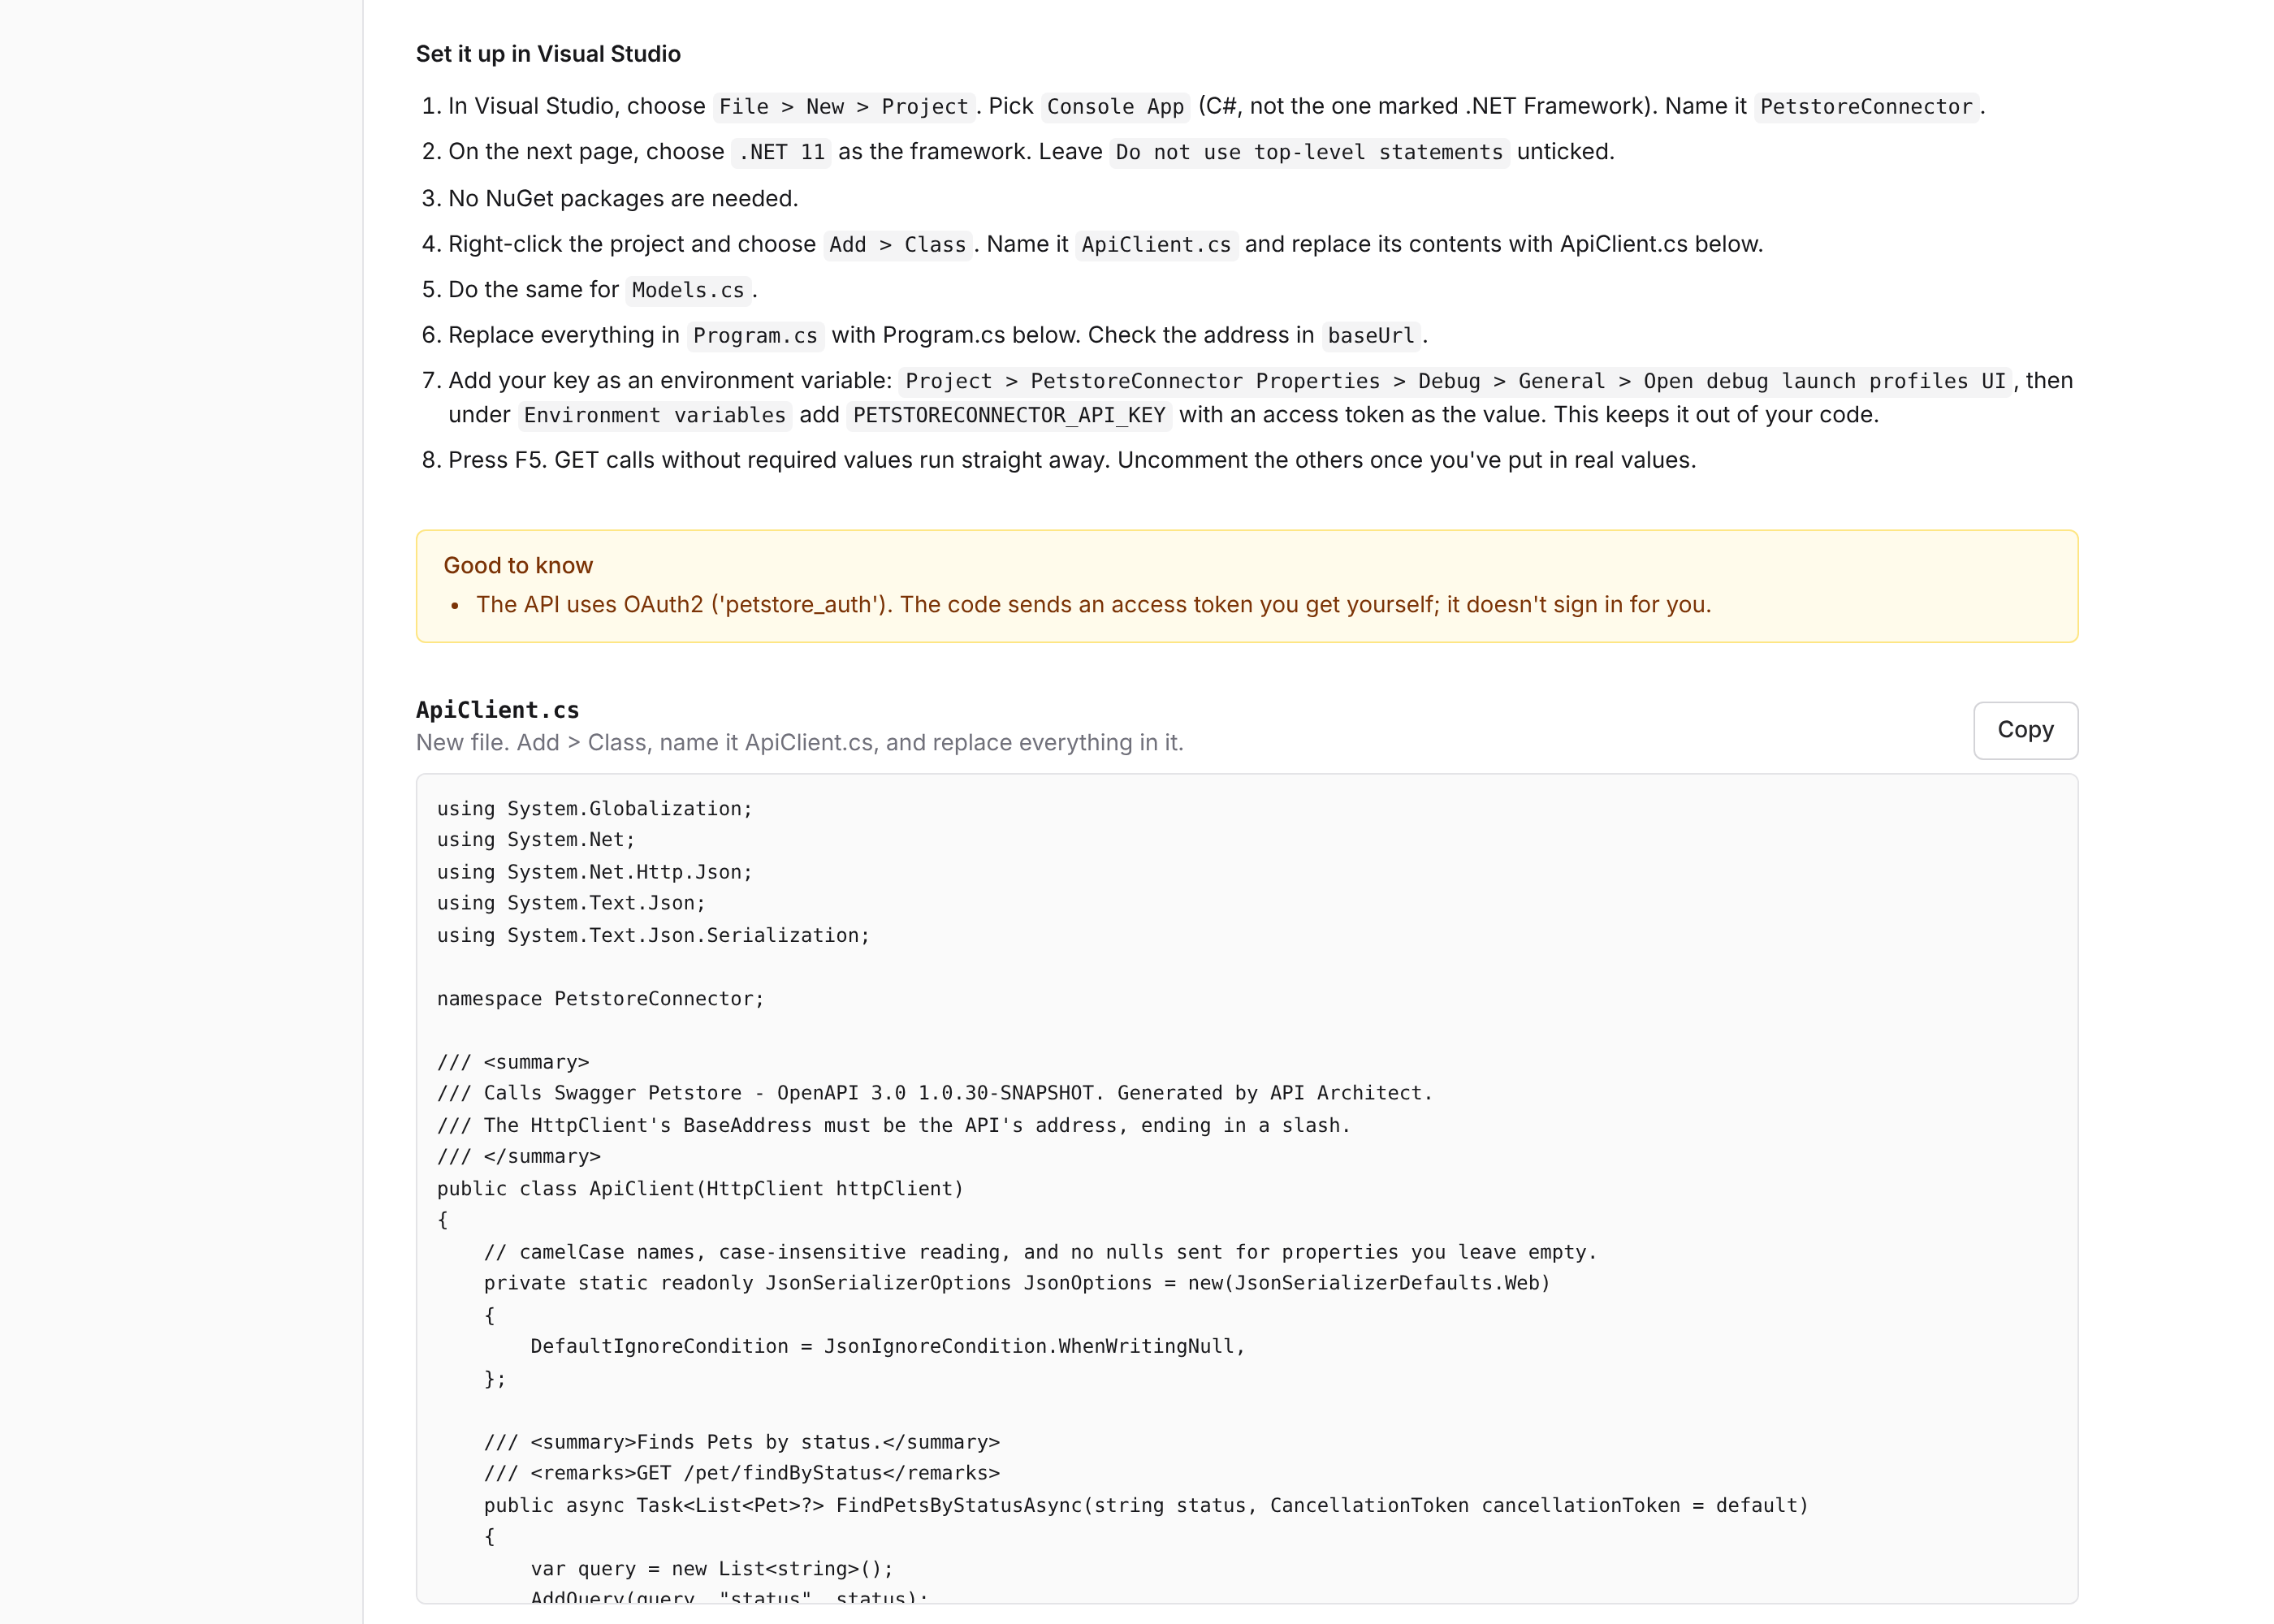 Set it up in Visual Studio
1. In Visual Studio, choose File > New > Project. Pick Console App (C#, not the one marked .NET Framework). Name it PetstoreConnector.
2. On the next page, choose .NET 11 as the framework. Leave Do not use top-level statements unticked.
3. No NuGet packages are needed.
4. Right-click the project and choose Add > Class. Name it ApiClient.cs and replace its contents with ApiClient.cs below.
5. Do the same for Models.cs.
6. Replace everything in Program.cs with Program.cs below. Check the address in baseUrl.
7. Add your key as an environment variable: Project > PetstoreConnector Properties > Debug > General > Open debug launch profiles UI, then
under Environment variables add PETSTORECONNECTOR_API_KEY with an access token as the value. This keeps it out of your code.
8. Press F5. GET calls without required values run straight away. Uncomment the others once you've put in real values.
Good to know
• The API uses OAuth2 ('petstore_auth'). The code sends an access token you get yourself; it doesn't sign in for you.
ApiClient.cs
New file. Add > Class, name it ApiClient.cs, and replace everything in it.
Copy
using System.Globalization;
using System.Net;
using System.Net.Http.Json;
using System.Text.Json;
using System.Text.Json.Serialization;

namespace PetstoreConnector;

/// <summary>
/// Calls Swagger Petstore - OpenAPI 3.0 1.0.30-SNAPSHOT. Generated by API Architect.
/// The HttpClient's BaseAddress must be the API's address, ending in a slash.
/// </summary>
public class ApiClient(HttpClient httpClient)
{
    // camelCase names, case-insensitive reading, and no nulls sent for properties you leave empty.
    private static readonly JsonSerializerOptions JsonOptions = new(JsonSerializerDefaults.Web)
    {
        DefaultIgnoreCondition = JsonIgnoreCondition.WhenWritingNull,
    };

    /// <summary>Finds Pets by status.</summary>
    /// <remarks>GET /pet/findByStatus</remarks>
    public async Task<List<Pet>?> FindPetsByStatusAsync(string status, CancellationToken cancellationToken = default)
    {
        var query = new List<string>();
        AddQuery(query, "status", status);